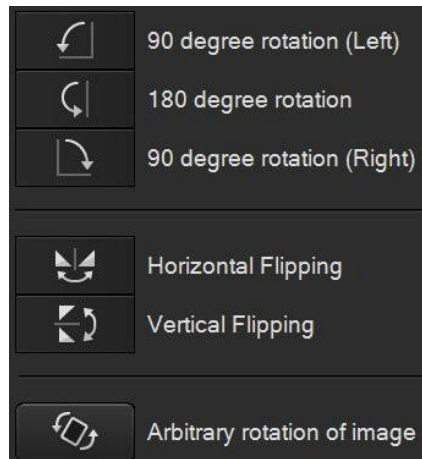 90 degree rotation (Left)
180 degree rotation
90 degree rotation (Right)
Horizontal Flipping
Vertical Flipping
Arbitrary rotation of image